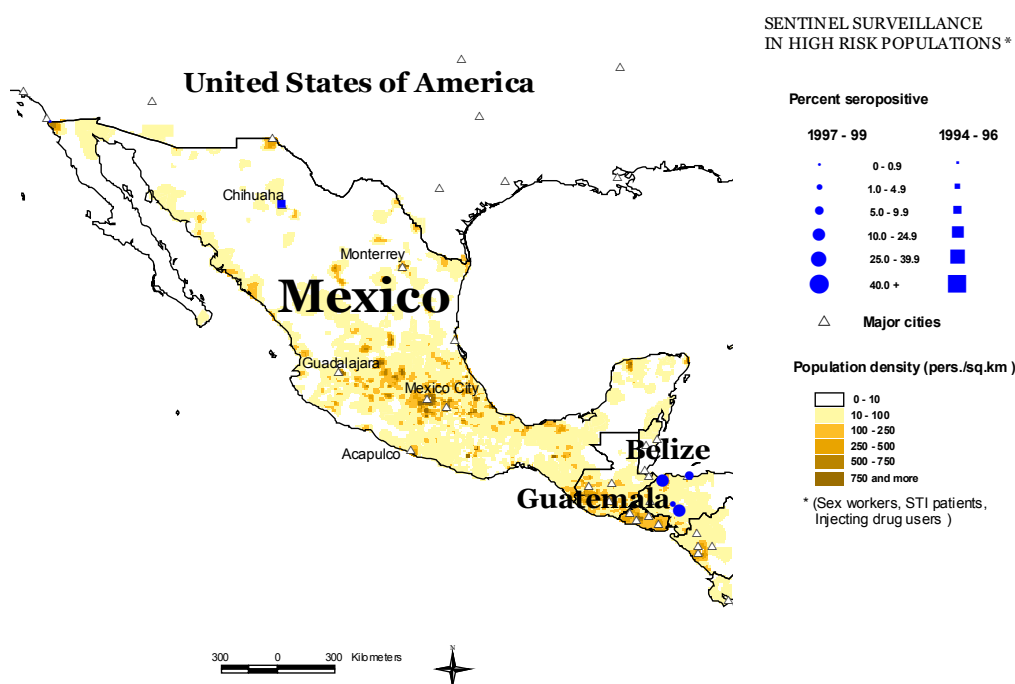 SENTINEL SURVEILLANCE
IN HIGH RISK POPULATIONS *
United States of America
Percent seropositive
1997 - 99 1994 - 96
0 - 0.9
1.0 - 4.9
5.0 - 9.9
10.0 - 24.9
25.0 - 39.9
40.0 +
Major cities
Population density (pers./sq.km )
0 - 10
10 - 100
100 - 250
250 - 500
500 - 750
750 and more
* (Sex workers, STI patients,
Injecting drug users )
Chihuaha
Monterrey
Mexico
Guadalajara
Mexico City
Acapulco
Belize
Guatemala
300 0 300 Kilometers
N